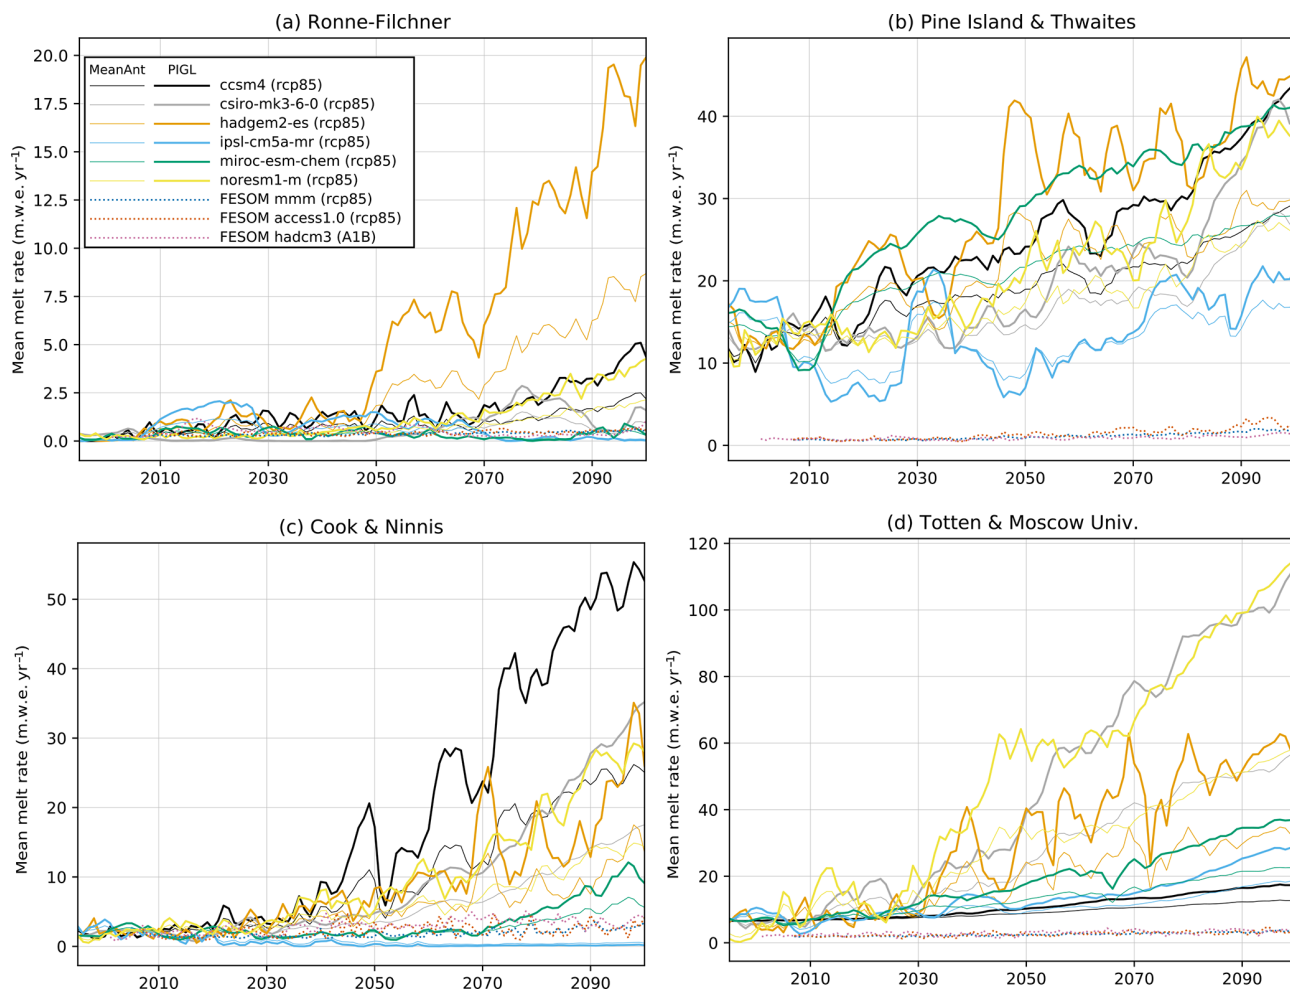 (a) Ronne-Filchner
Mean melt rate (m.w.e. yr⁻¹)
20.0
17.5
15.0
12.5
10.0
7.5
5.0
2.5
0.0
MeanAnt PIGL
ccsm4 (rcp85)
csiro-mk3-6-0 (rcp85)
hadgem2-es (rcp85)
ipsl-cm5a-mr (rcp85)
miroc-esm-chem (rcp85)
noresm1-m (rcp85)
FESOM mmm (rcp85)
FESOM access1.0 (rcp85)
FESOM hadcm3 (A1B)
2010 2030 2050 2070 2090
(b) Pine Island & Thwaites
Mean melt rate (m.w.e. yr⁻¹)
40
30
20
10
0
2010 2030 2050 2070 2090
(c) Cook & Ninnis
Mean melt rate (m.w.e. yr⁻¹)
50
40
30
20
10
0
2010 2030 2050 2070 2090
(d) Totten & Moscow Univ.
Mean melt rate (m.w.e. yr⁻¹)
120
100
80
60
40
20
0
2010 2030 2050 2070 2090